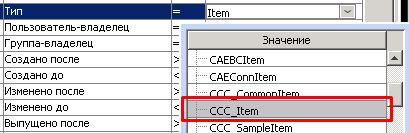 Тип = Item
Пользователь-владелец =
Группа-владелец = Значение
Создано после > CAEBCItem
Создано до < CAEConnItem
Изменено после > CCC_CommonItem
Изменено до < CCC_Item
Выпущено после > CCC_SampleItem